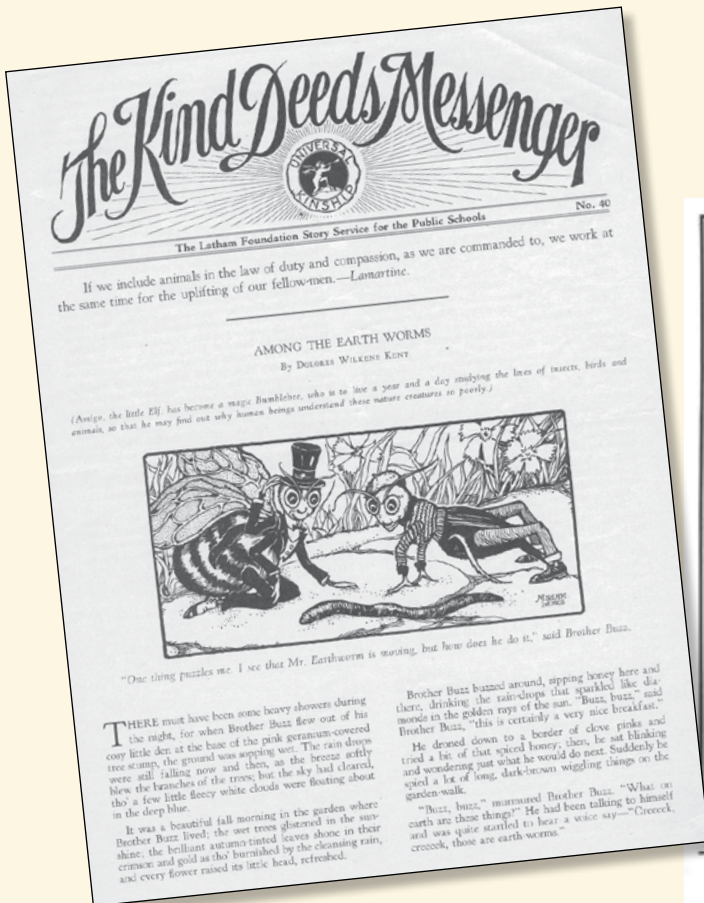 The Kind Deeds Messenger
UNIVERSAL
KINSHIP
The Latham Foundation Story Service for the Public Schools
No. 40
If we include animals in the law of duty and compassion, as we are commanded to, we work at
the same time for the uplifting of our fellow-men.—Lamartine.
AMONG THE EARTH WORMS
By DOLORES WILKENS KENT
(Amigo, the little Elf, has become a magic Bumblebee, who is to live a year and a day studying the lives of insects, birds and
animals, so that he may find out why human beings understand these nature creatures so poorly.)
"One thing puzzles me. I see that Mr. Earthworm is moving, but how does he do it," said Brother Buzz.
THERE must have been some heavy showers during
the night, for when Brother Buzz flew out of his
cosy little den at the base of the pink geranium-covered
tree stump, the ground was sopping wet. The rain drops
were still falling now and then, as the breeze softly
blew the branches of the trees; but the sky had cleared,
tho' a few little fleecy white clouds were floating about
in the deep blue.
It was a beautiful fall morning in the garden where
Brother Buzz lived; the wet trees glistened in the sun-
shine, the brilliant autumn-tinted leaves shone in their
crimson and gold as tho' burnished by the cleansing rain,
and every flower raised its little head, refreshed.
Brother Buzz buzzed around, sipping honey here and
there, drinking the rain-drops that sparkled like dia-
monds in the golden rays of the sun. "Buzz, buzz," said
Brother Buzz, "this is certainly a very nice breakfast."
He droned down to a border of clove pinks and
tried a bit of that spiced honey; then, he sat blinking
and wondering just what he would do next. Suddenly he
spied a lot of long, dark-brown wiggling things on the
garden-walk.
"Buzz, buzz," murmured Brother Buzz. "What on
earth are these things?" He had been talking to himself
and was quite startled to hear a voice say—"Creeeek,
creeeek, those are earth-worms."